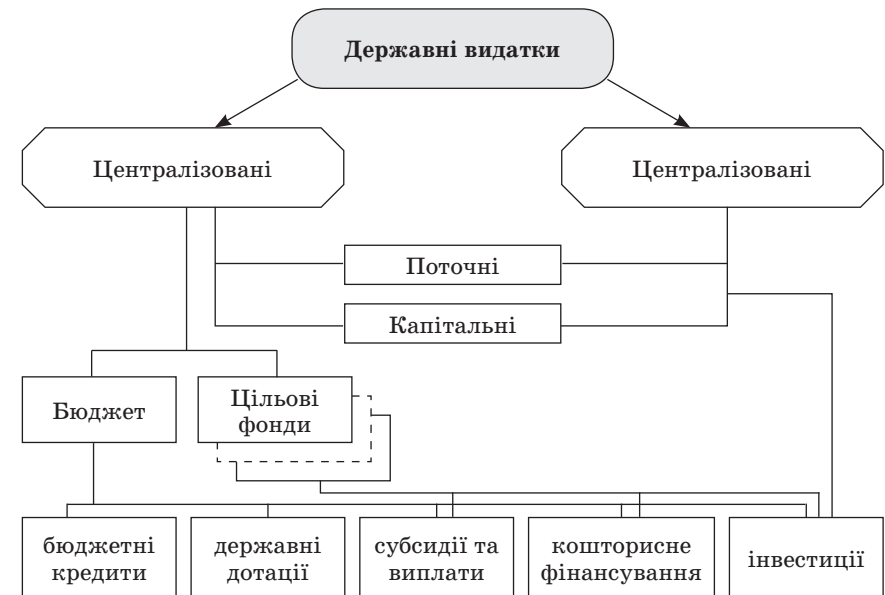 Державні видатки
Централізовані
Централізовані
Поточні
Капітальні
Бюджет
Цільові
фонди
бюджетні
кредити
державні
дотації
субсидії та
виплати
кошторисне
фінансування
інвестиції